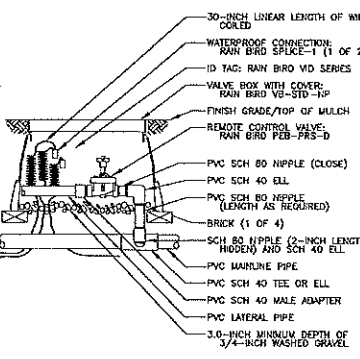 30-INCH LINEAR LENGTH OF
COILED
WATERPROOF CONNECTION:
RAIN BIRD SPLICE-1 (1 OF
ID TAG: RAIN BIRD VID SERIES
VALVE BOX WITH COVER:
RAIN BIRD VB-STD-NP
FINISH GRADE/TOP OF MULCH
REMOTE CONTROL VALVE:
RAIN BIRD PEB-PRS-D
PVC SCH 80 NIPPLE (CLOSE)
PVC SCH 40 ELL
PVC SCH 80 NIPPLE
(LENGTH AS REQUIRED)
BRICK (1 OF 4)
SCH 80 NIPPLE (2-INCH
HIDDEN) AND SCH 40 ELL
PVC MAINLINE PIPE
PVC SCH 40 TEE OR ELL
PVC SCH 40 MALE ADAPTER
PVC LATERAL PIPE
3.0-INCH MINIMUM DEPTH OF
3/4-INCH WASHED GRAVEL